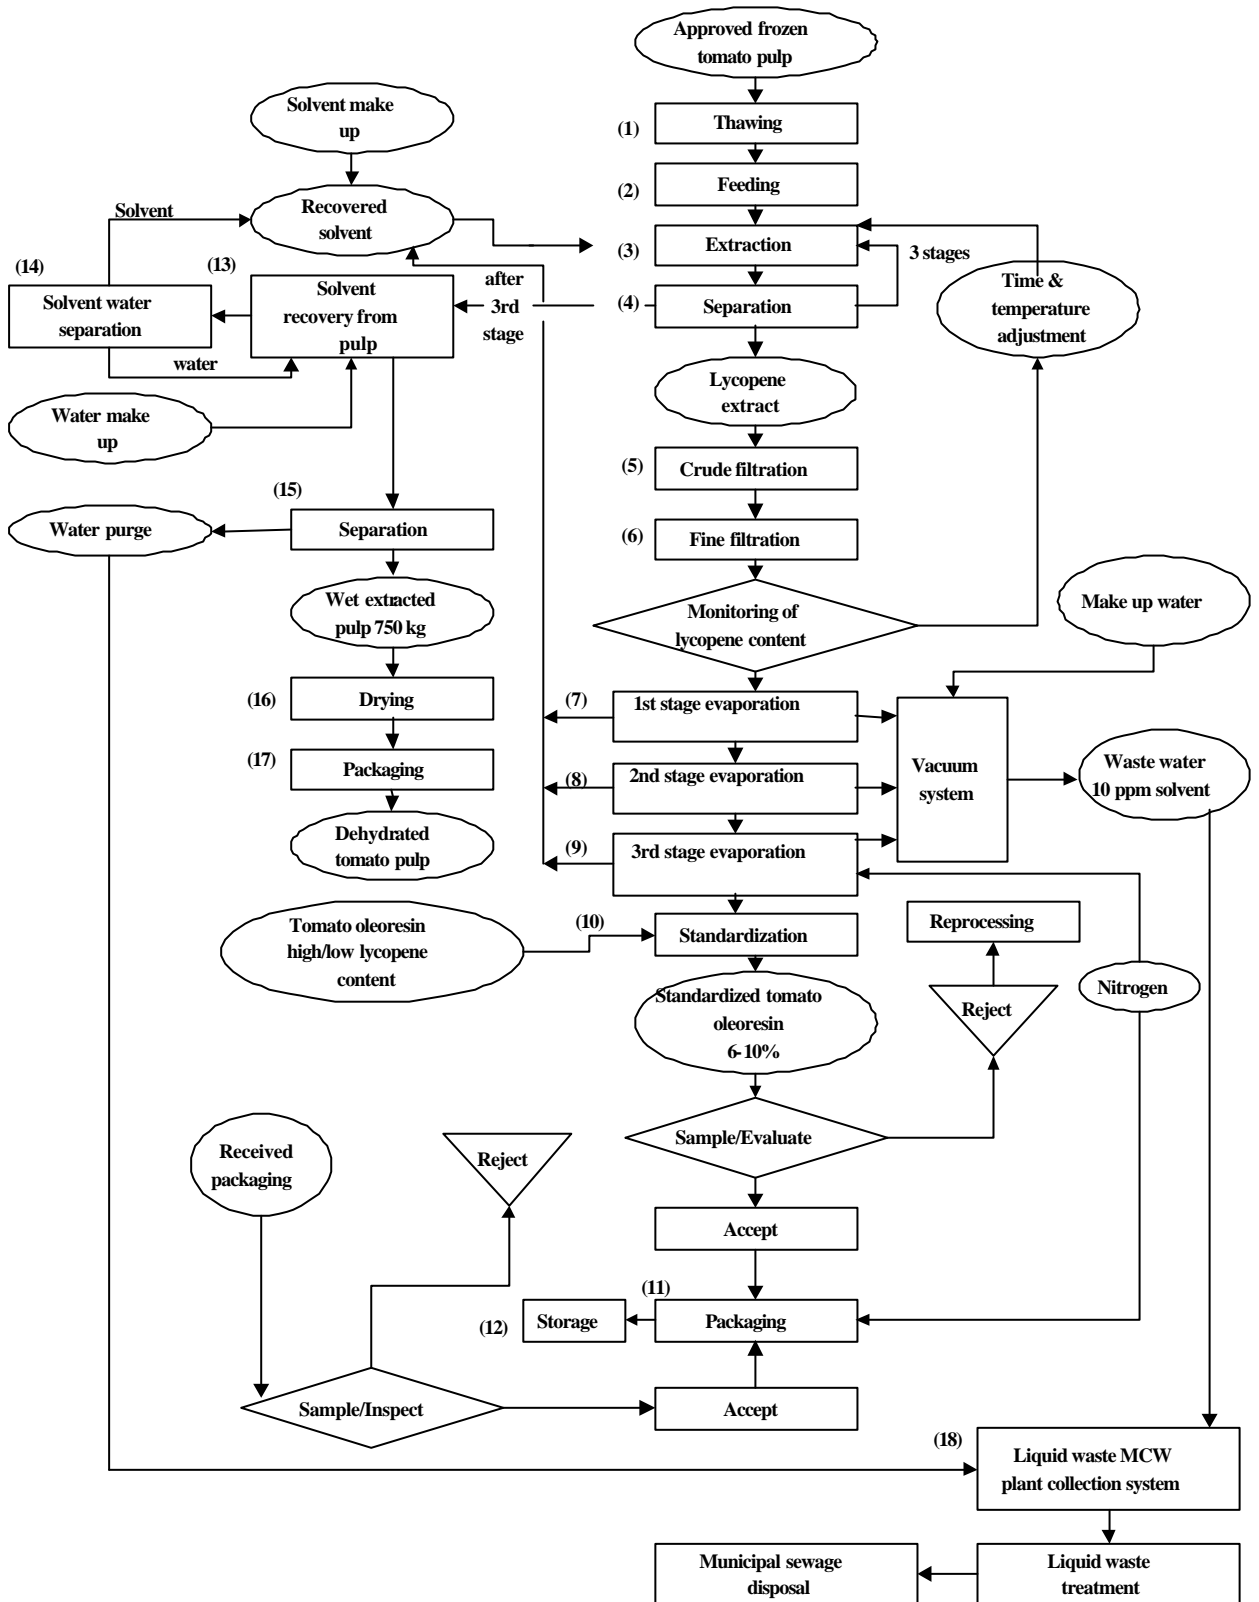 Approved frozen
tomato pulp
Solvent make
up
(1)
Thawing
(2)
Feeding
Solvent
Recovered
solvent
(3)
Extraction
3 stages
(14)
(13)
after
3rd
stage
Solvent water
separation
Solvent
recovery from
pulp
(4)
Separation
Time &
temperature
adjustment
water
Lycopene
extract
Water make
up
(5)
Crude filtration
(15)
Water purge
Separation
(6)
Fine filtration
Wet extracted
pulp 750 kg
Monitoring of
lycopene content
Make up water
(16)
Drying
(7)
1st stage evaporation
(17)
Packaging
(8)
2nd stage evaporation
Vacuum
system
Waste water
10 ppm solvent
Dehydrated
tomato pulp
(9)
3rd stage evaporation
Tomato oleoresin
high/low lycopene
content
(10)
Standardization
Reprocessing
Standardized tomato
oleoresin
6-10%
Reject
Nitrogen
Sample/Evaluate
Received
packaging
Reject
Accept
(11)
(12)
Storage
Packaging
Sample/Inspect
Accept
(18)
Liquid waste MCW
plant collection system
Municipal sewage
disposal
Liquid waste
treatment